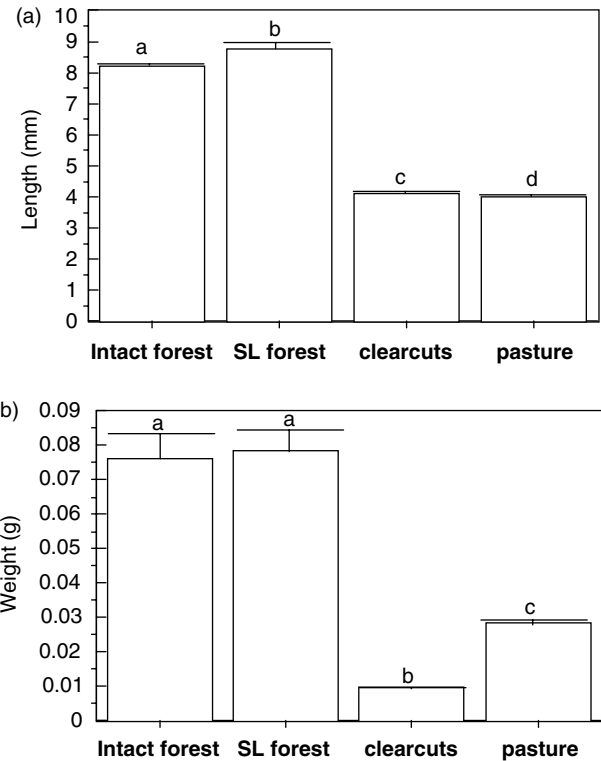 (a)
Length (mm)
10
9
8
7
6
5
4
3
2
1
0
a
b
c
d
Intact forest SL forest clearcuts pasture
b)
Weight (g)
0.09
0.08
0.07
0.06
0.05
0.04
0.03
0.02
0.01
0
a
a
b
c
Intact forest SL forest clearcuts pasture